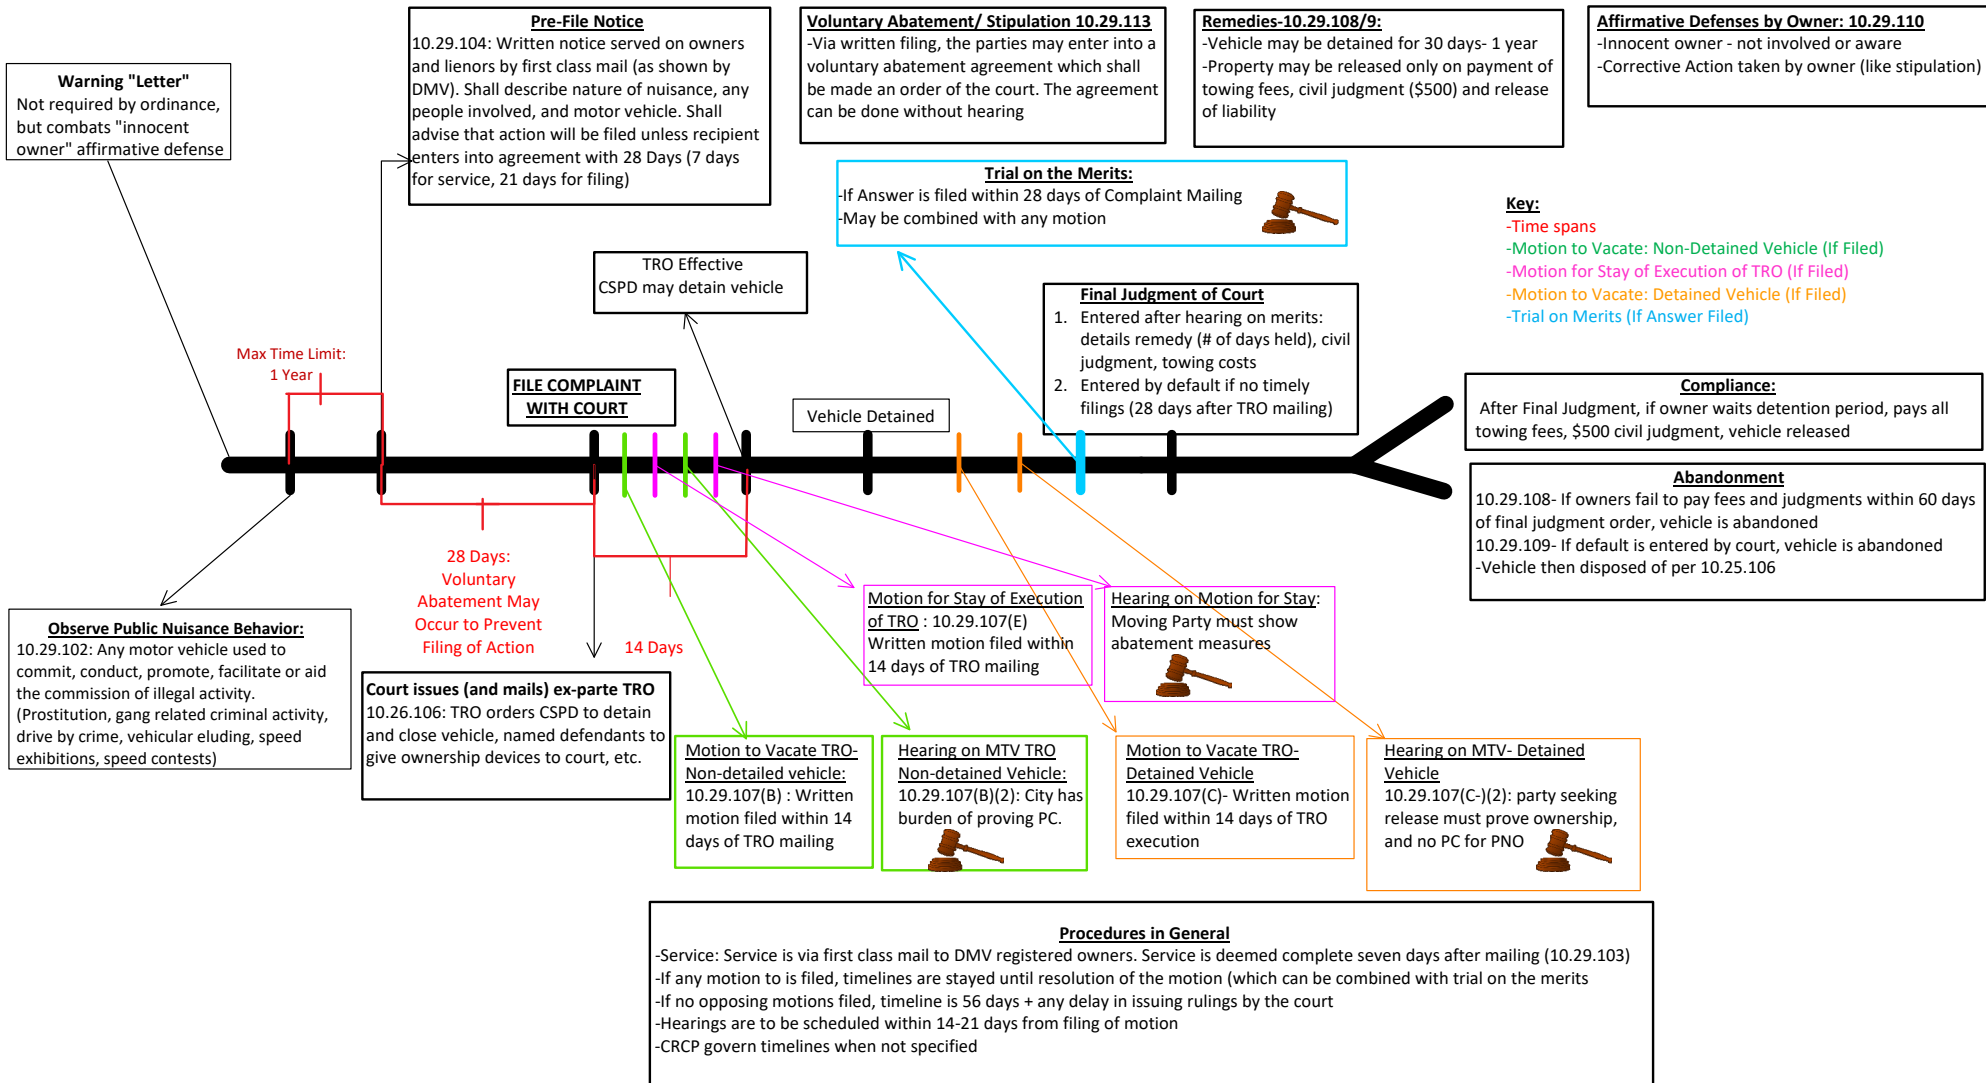 Warning "Letter"
Not required by ordinance,
but combats "innocent
owner" affirmative defense
Pre-File Notice
10.29.104: Written notice served on owners
and lienors by first class mail (as shown by
DMV). Shall describe nature of nuisance, any
people involved, and motor vehicle. Shall
advise that action will be filed unless recipient
enters into agreement with 28 Days (7 days
for service, 21 days for filing)
Voluntary Abatement/ Stipulation 10.29.113
-Via written filing, the parties may enter into a
voluntary abatement agreement which shall
be made an order of the court. The agreement
can be done without hearing
Remedies-10.29.108/9:
-Vehicle may be detained for 30 days- 1 year
-Property may be released only on payment of
towing fees, civil judgment ($500) and release
of liability
Affirmative Defenses by Owner: 10.29.110
-Innocent owner - not involved or aware
-Corrective Action taken by owner (like stipulation)
Trial on the Merits:
-If Answer is filed within 28 days of Complaint Mailing
-May be combined with any motion
Key:
-Time spans
-Motion to Vacate: Non-Detained Vehicle (If Filed)
-Motion for Stay of Execution of TRO (If Filed)
-Motion to Vacate: Detained Vehicle (If Filed)
-Trial on Merits (If Answer Filed)
TRO Effective
CSPD may detain vehicle
Final Judgment of Court
1. Entered after hearing on merits:
details remedy (# of days held), civil
judgment, towing costs
2. Entered by default if no timely
filings (28 days after TRO mailing)
Max Time Limit:
1 Year
FILE COMPLAINT
WITH COURT
Vehicle Detained
Compliance:
After Final Judgment, if owner waits detention period, pays all
towing fees, $500 civil judgment, vehicle released
Abandonment
10.29.108- If owners fail to pay fees and judgments within 60 days
of final judgment order, vehicle is abandoned
10.29.109- If default is entered by court, vehicle is abandoned
-Vehicle then disposed of per 10.25.106
28 Days:
Voluntary
Abatement May
Occur to Prevent
Filing of Action
14 Days
Observe Public Nuisance Behavior:
10.29.102: Any motor vehicle used to
commit, conduct, promote, facilitate or aid
the commission of illegal activity.
(Prostitution, gang related criminal activity,
drive by crime, vehicular eluding, speed
exhibitions, speed contests)
Court issues (and mails) ex-parte TRO
10.26.106: TRO orders CSPD to detain
and close vehicle, named defendants to
give ownership devices to court, etc.
Motion for Stay of Execution
of TRO : 10.29.107(E)
Written motion filed within
14 days of TRO mailing
Hearing on Motion for Stay:
Moving Party must show
abatement measures
Motion to Vacate TRO-
Non-detailed vehicle:
10.29.107(B) : Written
motion filed within 14
days of TRO mailing
Hearing on MTV TRO
Non-detained Vehicle:
10.29.107(B)(2): City has
burden of proving PC.
Motion to Vacate TRO-
Detained Vehicle
10.29.107(C)- Written motion
filed within 14 days of TRO
execution
Hearing on MTV- Detained
Vehicle
10.29.107(C-)(2): party seeking
release must prove ownership,
and no PC for PNO
Procedures in General
-Service: Service is via first class mail to DMV registered owners. Service is deemed complete seven days after mailing (10.29.103)
-If any motion to is filed, timelines are stayed until resolution of the motion (which can be combined with trial on the merits
-If no opposing motions filed, timeline is 56 days + any delay in issuing rulings by the court
-Hearings are to be scheduled within 14-21 days from filing of motion
-CRCP govern timelines when not specified